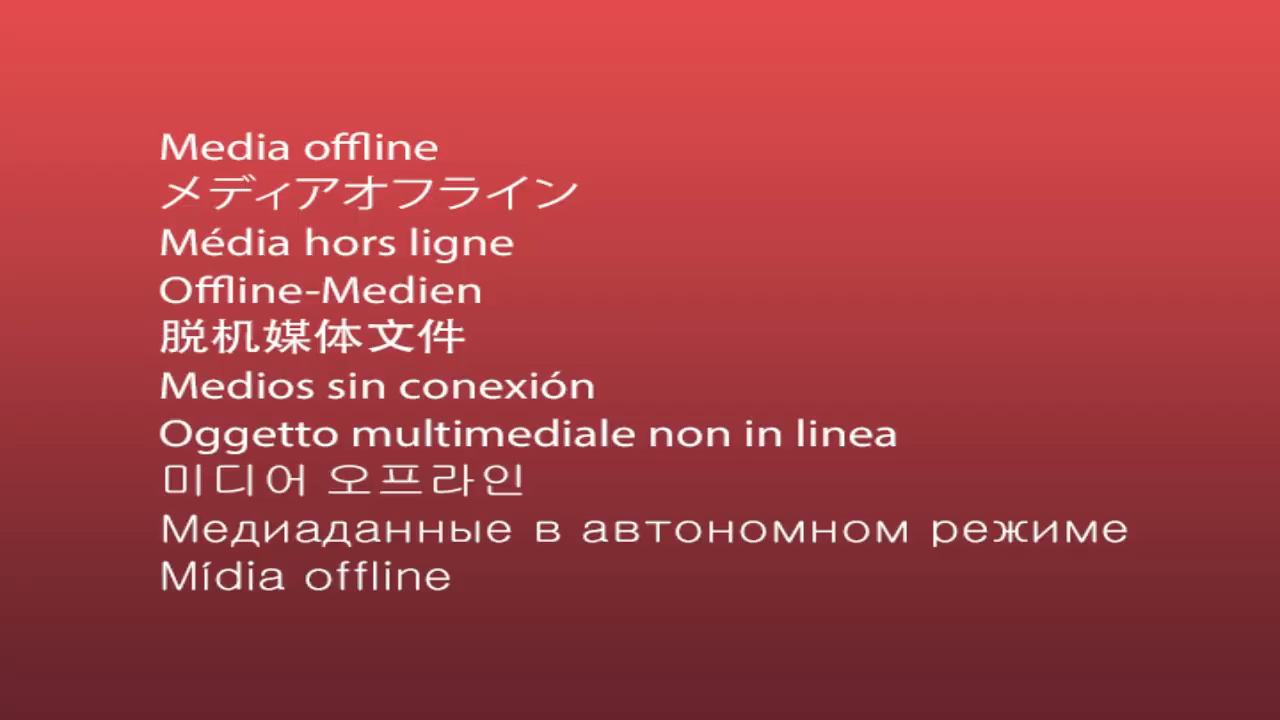 Media offline
メディアオフライン
Média hors ligne
Offline-Medien
脱机媒体文件
Medios sin conexión
Oggetto multimediale non in linea
미디어 오프라인
Медиаданные в автономном режиме
Mídia offline